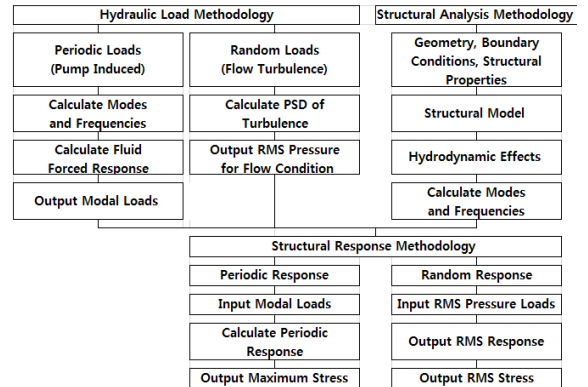 Hydraulic Load Methodology
Structural Analysis Methodology
Periodic Loads
(Pump Induced)
Random Loads
(Flow Turbulence)
Geometry, Boundary
Conditions, Structural
Properties
Calculate Modes
and Frequencies
Calculate PSD of
Turbulence
Structural Model
Calculate Fluid
Forced Response
Output RMS Pressure
for Flow Condition
Hydrodynamic Effects
Output Modal Loads
Calculate Modes
and Frequencies
Structural Response Methodology
Periodic Response
Random Response
Input Modal Loads
Input RMS Pressure Loads
Calculate Periodic
Response
Output RMS Response
Output Maximum Stress
Output RMS Stress